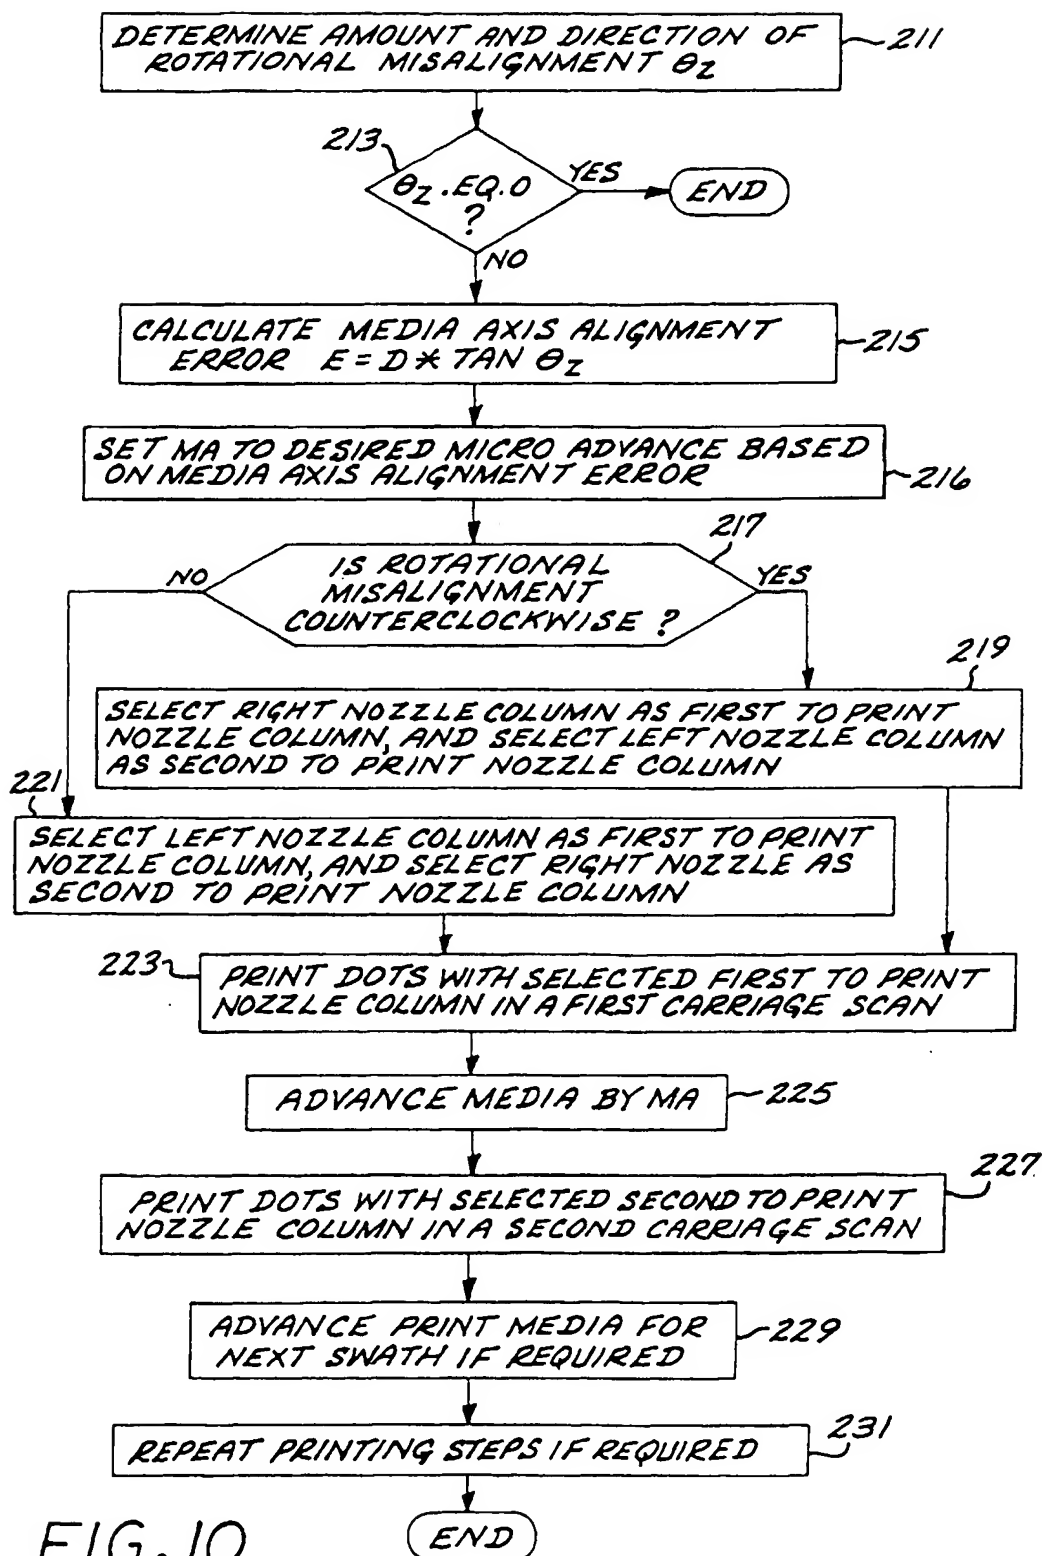 DETERMINE AMOUNT AND DIRECTION OF
ROTATIONAL MISALIGNMENT θZ
211
213
θZ .EQ.0
?
YES
END
NO
CALCULATE MEDIA AXIS ALIGNMENT
ERROR E = D * TAN θZ
215
SET MA TO DESIRED MICRO ADVANCE BASED
ON MEDIA AXIS ALIGNMENT ERROR
216
217
NO
IS ROTATIONAL
MISALIGNMENT
COUNTERCLOCKWISE ?
YES
219
SELECT RIGHT NOZZLE COLUMN AS FIRST TO PRINT
NOZZLE COLUMN, AND SELECT LEFT NOZZLE COLUMN
AS SECOND TO PRINT NOZZLE COLUMN
221
SELECT LEFT NOZZLE COLUMN AS FIRST TO PRINT
NOZZLE COLUMN, AND SELECT RIGHT NOZZLE AS
SECOND TO PRINT NOZZLE COLUMN
223
PRINT DOTS WITH SELECTED FIRST TO PRINT
NOZZLE COLUMN IN A FIRST CARRIAGE SCAN
ADVANCE MEDIA BY MA
225
227
PRINT DOTS WITH SELECTED SECOND TO PRINT
NOZZLE COLUMN IN A SECOND CARRIAGE SCAN
ADVANCE PRINT MEDIA FOR
NEXT SWATH IF REQUIRED
229
REPEAT PRINTING STEPS IF REQUIRED
231
END
FIG. 10